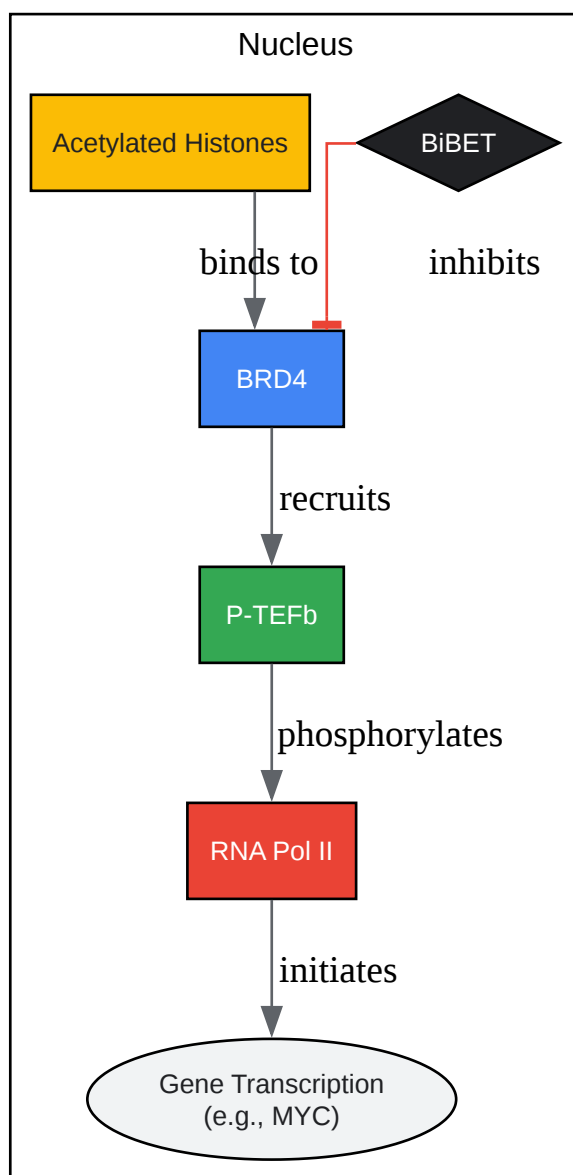 Nucleus
Acetylated Histones
BiBET
binds to
inhibits
BRD4
recruits
P-TEFb
phosphorylates
RNA Pol II
initiates
Gene Transcription
(e.g., MYC)